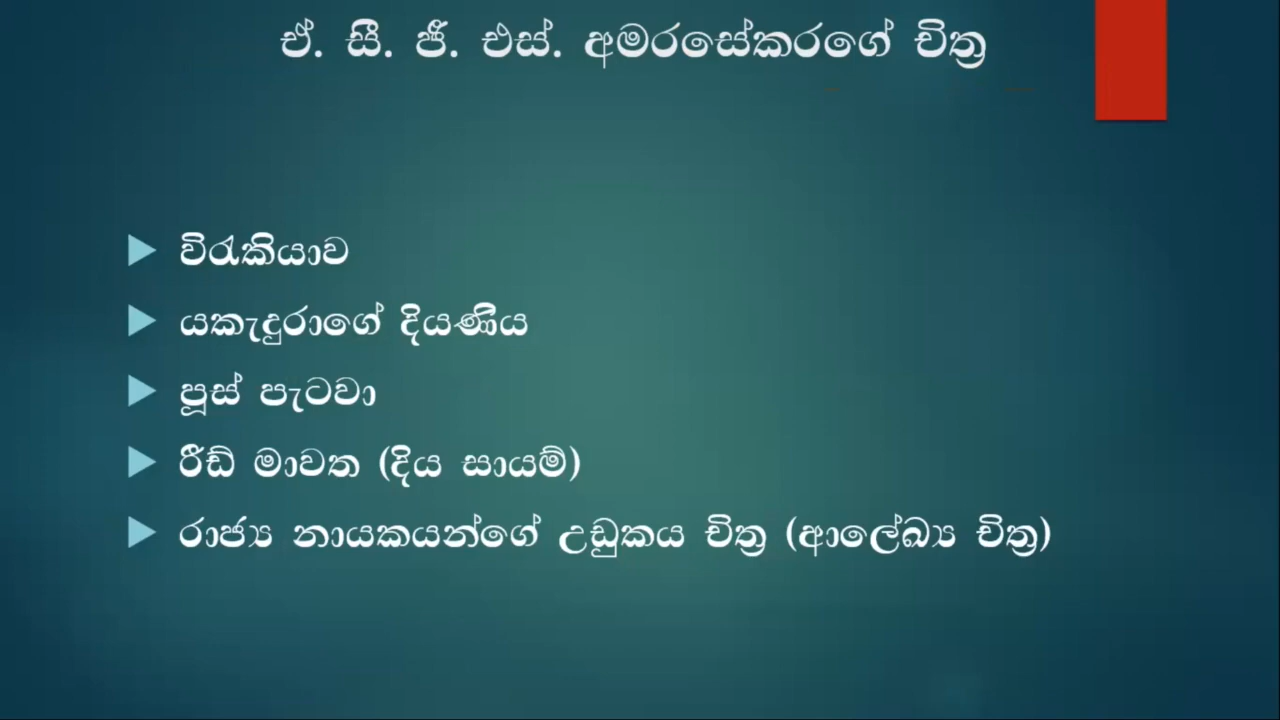 ඒ. සී. ජී. එස්. අමරසේකරගේ චිත්‍ර
විරැකියාව
යකැදුරාගේ දියණිය
පූස් පැටවා
රීඩ් මාවත (දිය සායම්)
රාජ්‍ය නායකයන්ගේ උඩුකය චිත්‍ර (ආලේඛ්‍ය චිත්‍ර)